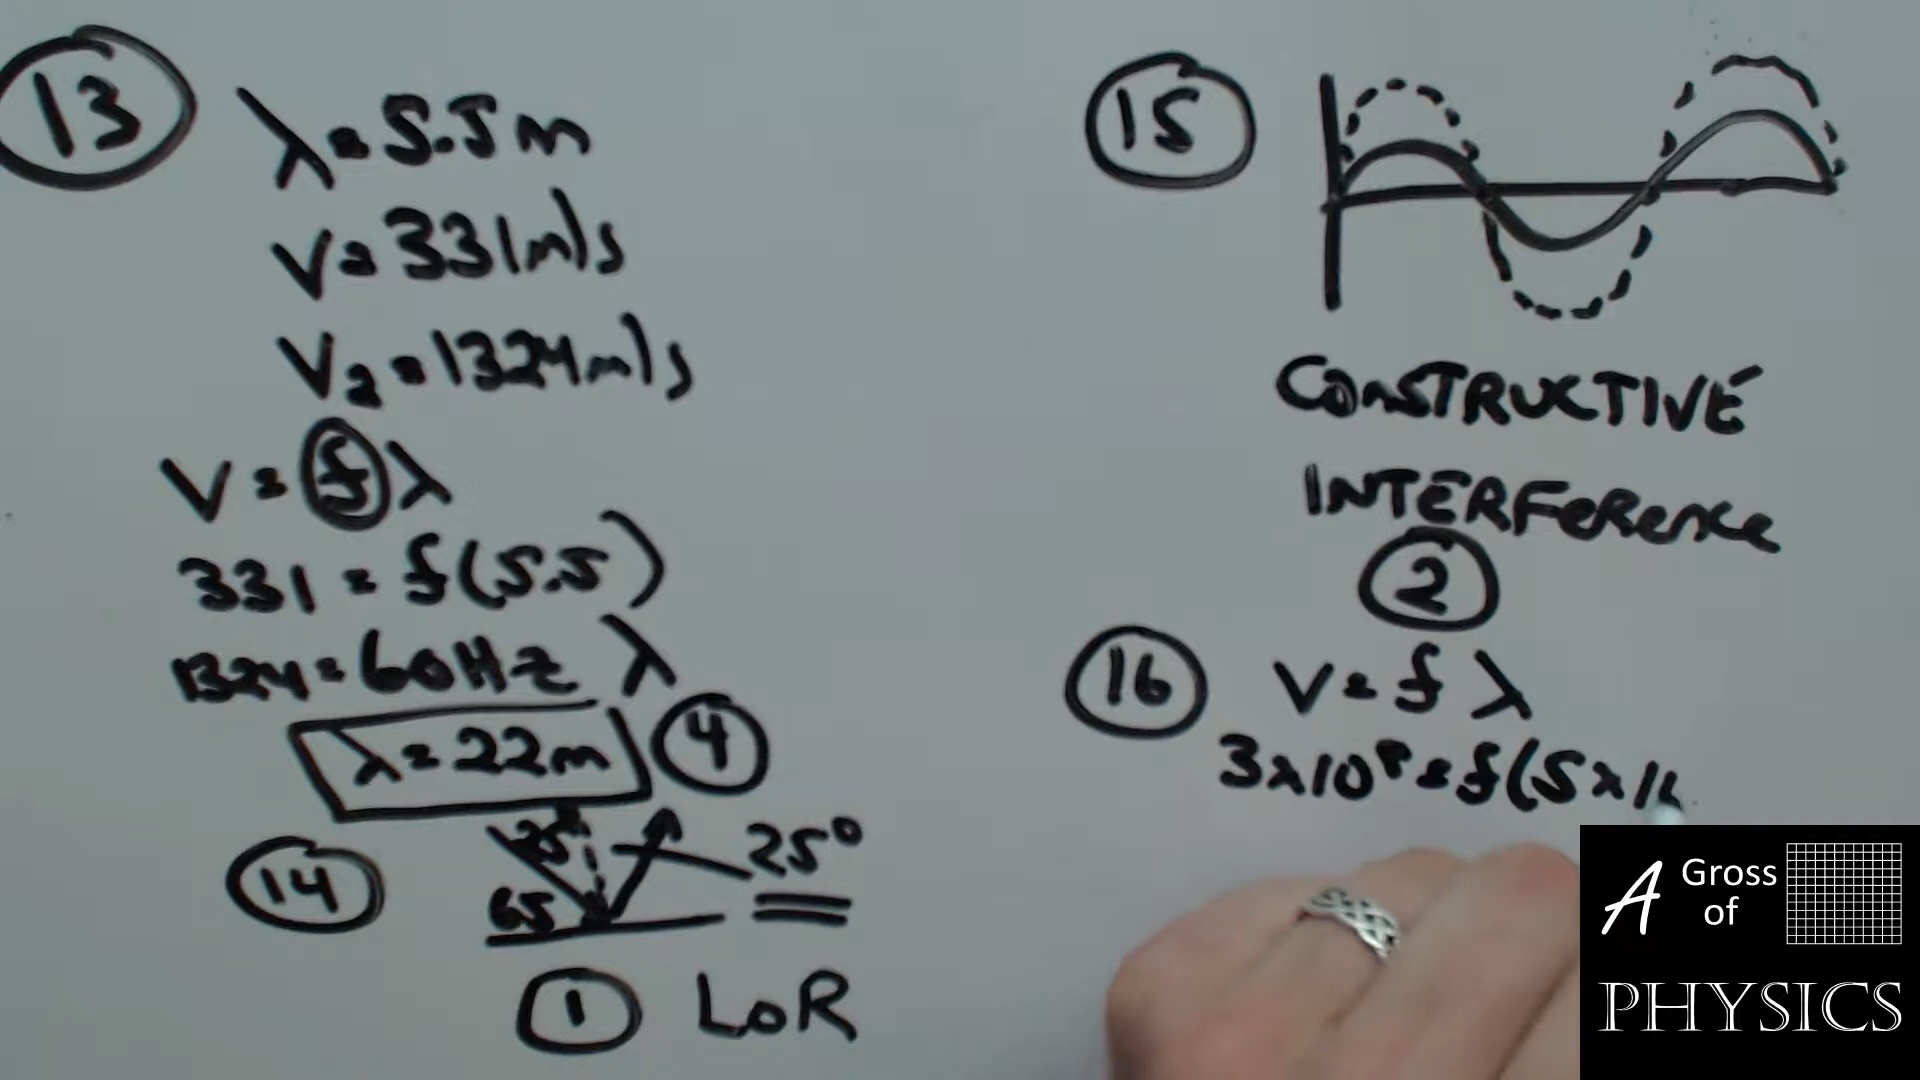 13
λ = 5.5m
V = 331m/s
V₂ = 1324m/s
V = fλ
331 = f(5.5)
1324 = 60Hz λ
λ = 22m
4
14
25°
65
25°
1 LoR
15
CONSTRUCTIVE
INTERFERENCE
2
16
V = f λ
3x10⁸ = f(5x1
A Gross
of
PHYSICS